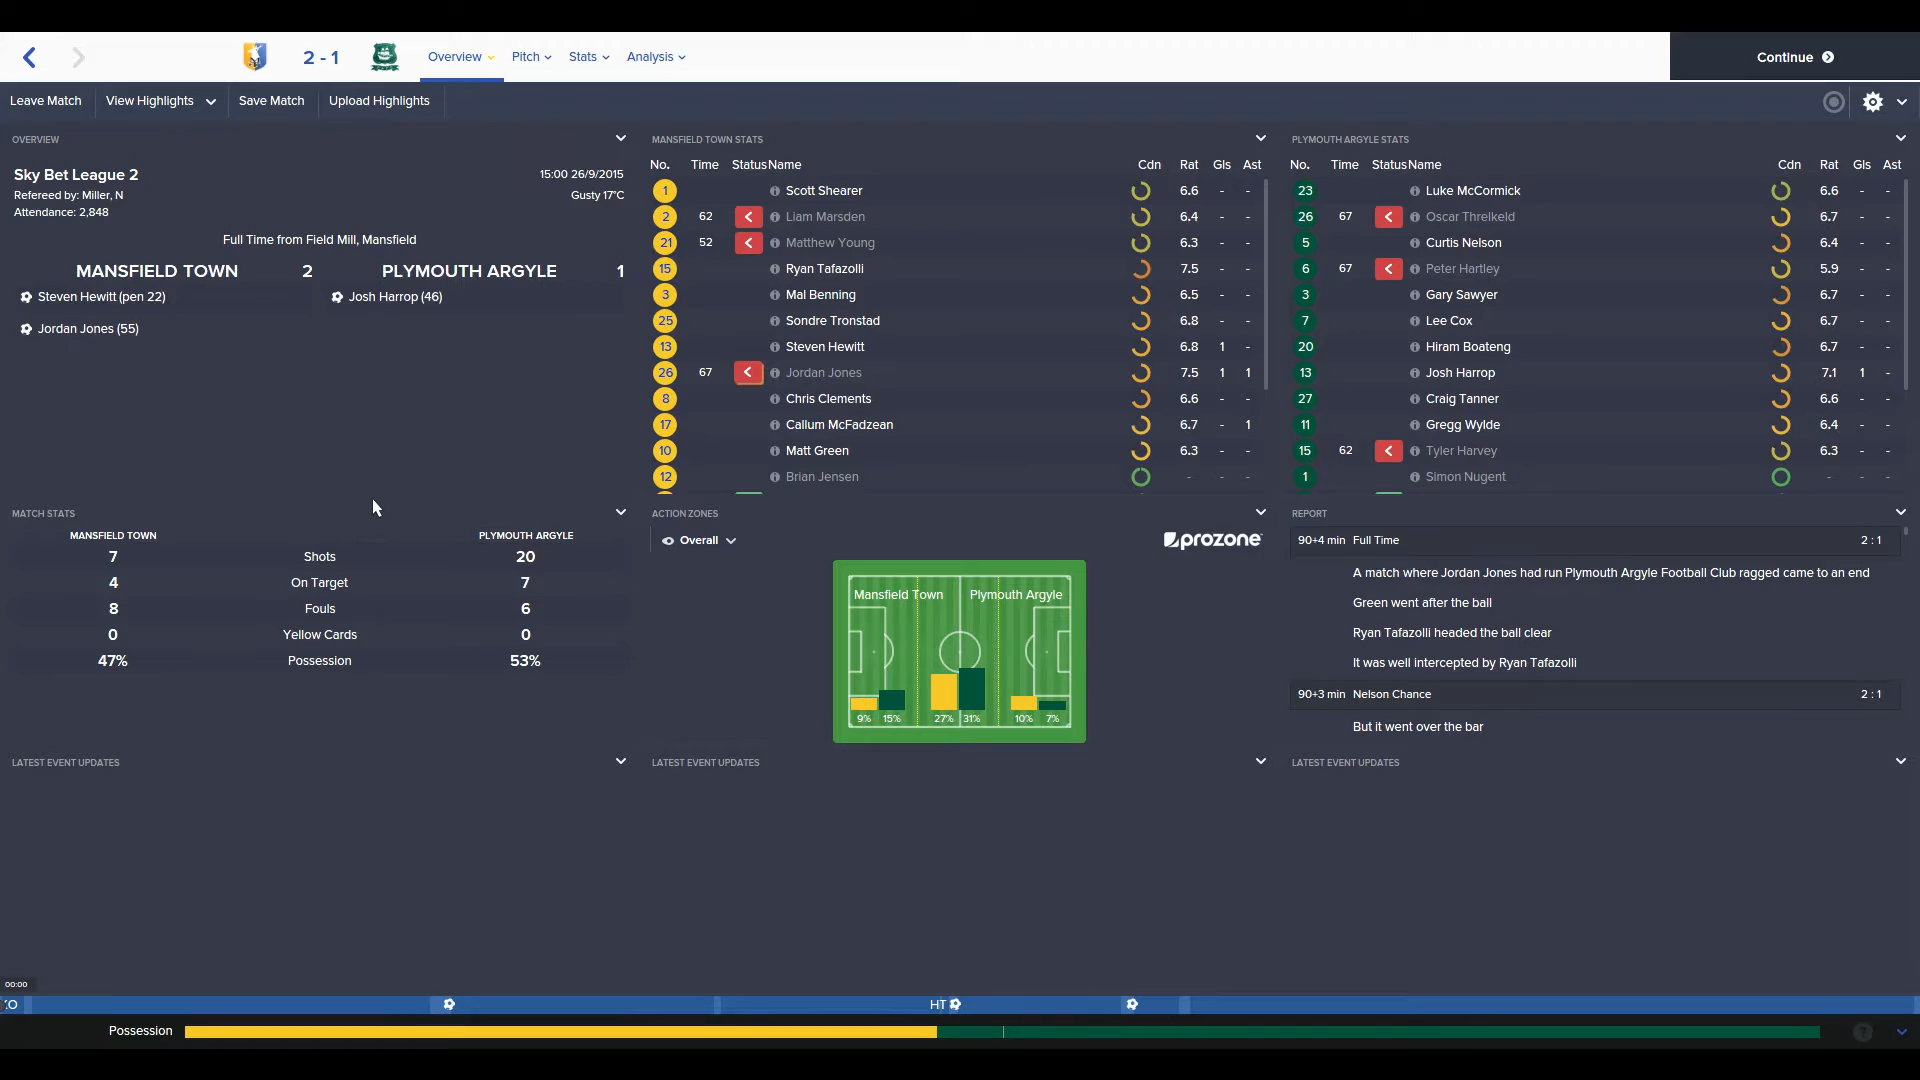 2 - 1
Overview
Pitch
Stats
Analysis
Continue
Leave Match
View Highlights
Save Match
Upload Highlights
OVERVIEW
Sky Bet League 2
15:00 26/9/2015
Refereed by: Miller, N
Gusty 17°C
Attendance: 2,848
Full Time from Field Mill, Mansfield
MANSFIELD TOWN 2 PLYMOUTH ARGYLE 1
Steven Hewitt (pen 22)
Josh Harrop (46)
Jordan Jones (55)
MANSFIELD TOWN STATS
No. Time Status Name Cdn Rat Gls Ast
1 Scott Shearer 6.6 - -
2 62 Liam Marsden 6.4 - -
21 52 Matthew Young 6.3 - -
15 Ryan Tafazolli 7.5 - -
3 Mal Benning 6.5 - -
25 Sondre Tronstad 6.8 - -
13 Steven Hewitt 6.8 1 -
26 67 Jordan Jones 7.5 1 1
8 Chris Clements 6.6 - -
17 Callum McFadzean 6.7 - 1
10 Matt Green 6.3 - -
12 Brian Jensen - - -
PLYMOUTH ARGYLE STATS
No. Time Status Name Cdn Rat Gls Ast
23 Luke McCormick 6.6 - -
26 67 Oscar Threlkeld 6.7 - -
5 Curtis Nelson 6.4 - -
6 67 Peter Hartley 5.9 - -
3 Gary Sawyer 6.7 - -
7 Lee Cox 6.7 - -
20 Hiram Boateng 6.7 - -
13 Josh Harrop 7.1 1 -
27 Craig Tanner 6.6 - -
11 Gregg Wylde 6.4 - -
15 62 Tyler Harvey 6.3 - -
1 Simon Nugent - - -
MATCH STATS
MANSFIELD TOWN PLYMOUTH ARGYLE
7 Shots 20
4 On Target 7
8 Fouls 6
0 Yellow Cards 0
47% Possession 53%
ACTION ZONES
Overall
prozone
Mansfield Town Plymouth Argyle
9% 15% 27% 31% 10% 7%
REPORT
90+4 min Full Time 2 : 1
A match where Jordan Jones had run Plymouth Argyle Football Club ragged came to an end
Green went after the ball
Ryan Tafazolli headed the ball clear
It was well intercepted by Ryan Tafazolli
90+3 min Nelson Chance 2 : 1
But it went over the bar
LATEST EVENT UPDATES
LATEST EVENT UPDATES
LATEST EVENT UPDATES
00:00
KO
HT
Possession
?